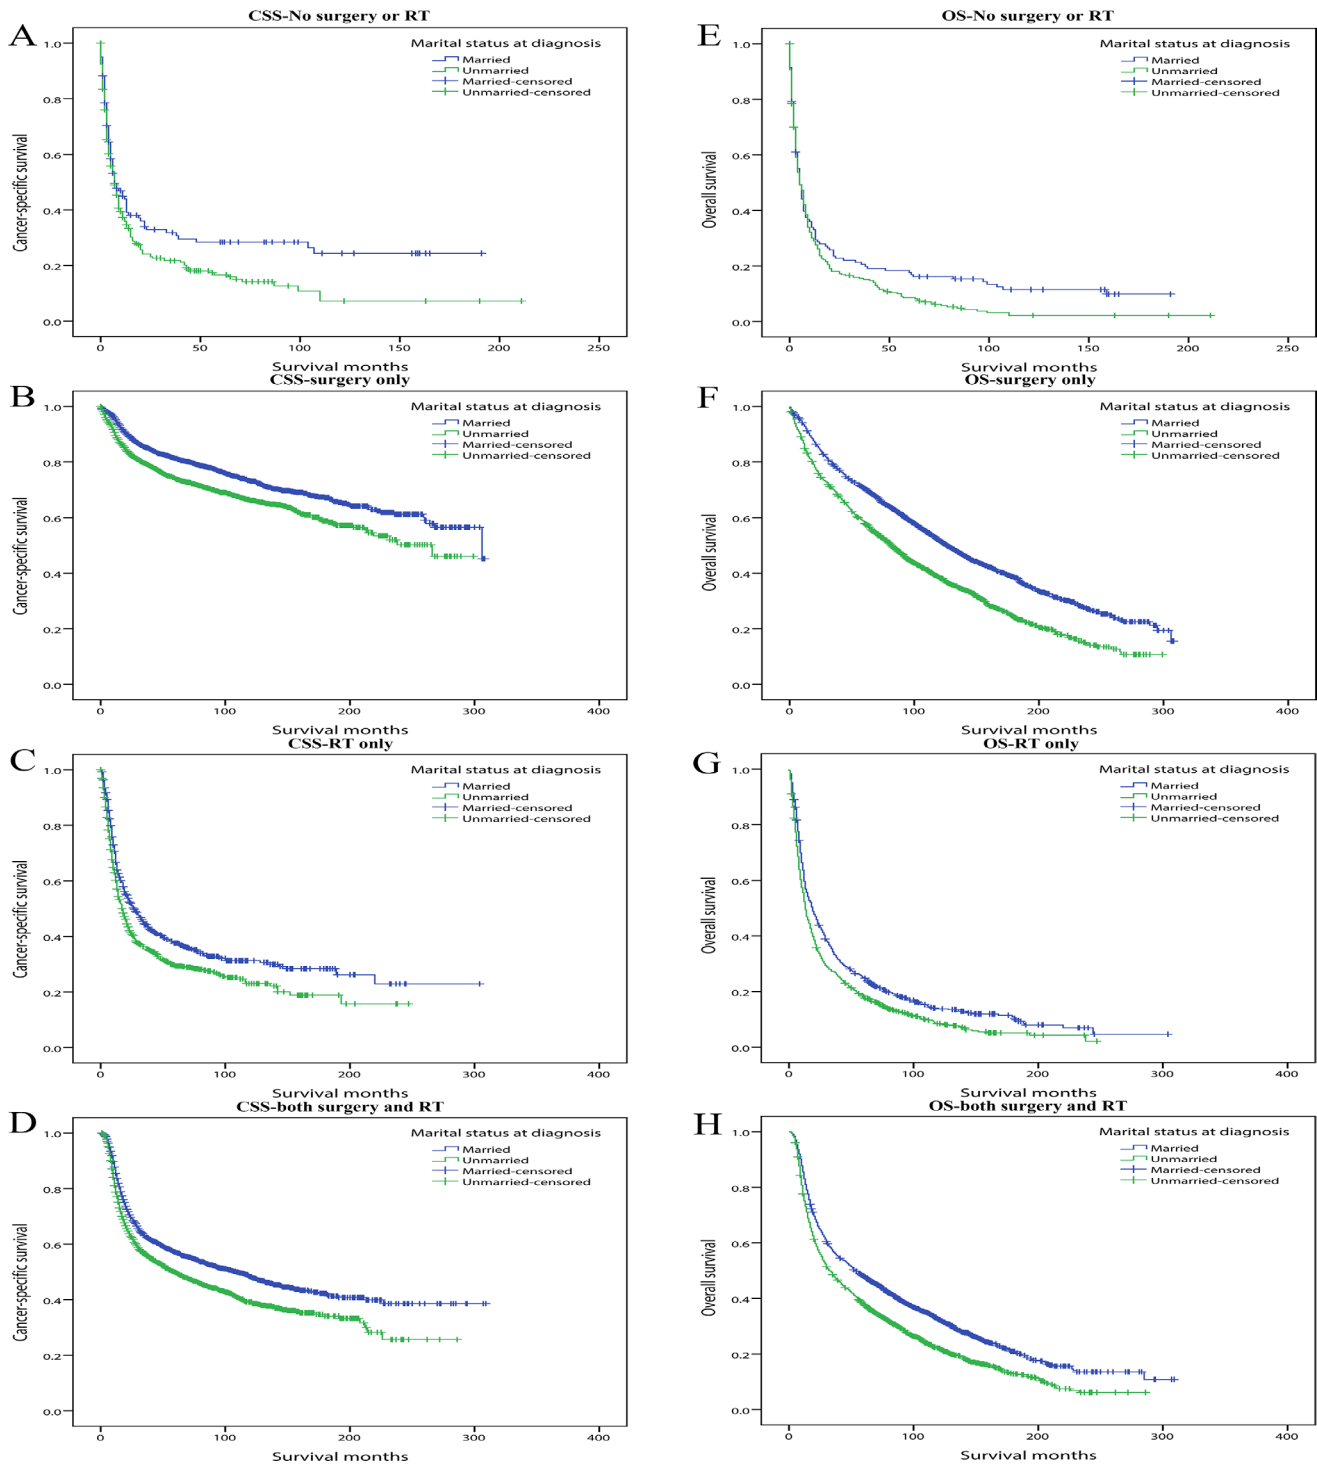 CSS-No surgery or RT
A
Marital status at diagnosis
Married
Unmarried
Married-censored
Unmarried-censored
Cancer-specific survival
1.0
0.8
0.6
0.4
0.2
0.0
0 50 100 150 200 250
Survival months
OS-No surgery or RT
E
Marital status at diagnosis
Married
Unmarried
Married-censored
Unmarried-censored
Overall survival
1.0
0.8
0.6
0.4
0.2
0.0
0 50 100 150 200 250
Survival months
CSS-surgery only
B
Marital status at diagnosis
Married
Unmarried
Married-censored
Unmarried-censored
Cancer-specific survival
1.0
0.8
0.6
0.4
0.2
0.0
0 100 200 300 400
Survival months
OS-surgery only
F
Marital status at diagnosis
Married
Unmarried
Married-censored
Unmarried-censored
Overall survival
1.0
0.8
0.6
0.4
0.2
0.0
0 100 200 300 400
Survival months
CSS-RT only
C
Marital status at diagnosis
Married
Unmarried
Married-censored
Unmarried-censored
Cancer-specific survival
1.0
0.8
0.6
0.4
0.2
0.0
0 100 200 300 400
Survival months
OS-RT only
G
Marital status at diagnosis
Married
Unmarried
Married-censored
Unmarried-censored
Overall survival
1.0
0.8
0.6
0.4
0.2
0.0
0 100 200 300 400
Survival months
CSS-both surgery and RT
D
Marital status at diagnosis
Married
Unmarried
Married-censored
Unmarried-censored
Cancer-specific survival
1.0
0.8
0.6
0.4
0.2
0.0
0 100 200 300 400
Survival months
OS-both surgery and RT
H
Marital status at diagnosis
Married
Unmarried
Married-censored
Unmarried-censored
Overall survival
1.0
0.8
0.6
0.4
0.2
0.0
0 100 200 300 400
Survival months